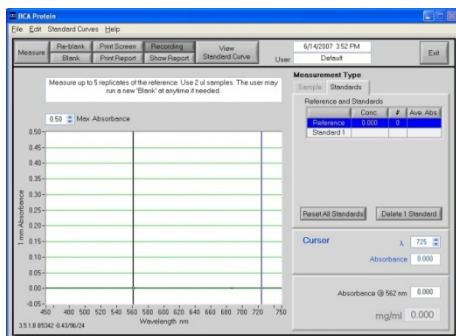 BCA Protein
File Edit Standard Curves Help
Measure Re-blank Print Screen Recording View Standard Curve 6/14/2007 3:52 PM Exit
Blank Print Report Show Report User Default
Measure up to 5 replicates of the reference. Use 2 ul samples. The user may
run a new 'Blank' at anytime if needed.
Measurement Type
Sample Standards
Reference and Standards
Conc. # Ave. Abs.
Reference 0.000 0
Standard 1
0.50 Max Absorbance
0.50
0.45
0.40
0.35
0.30
0.25
0.20
0.15
0.10
0.05
0.00
-0.05
1 mm Absorbance
450 480 500 520 540 560 580 600 620 640 660 680 700 720 750
Wavelength nm
Reset All Standards Delete 1 Standard
Cursor λ 725
Absorbance 0.000
Absorbance @ 562 nm 0.000
mg/ml 0.000